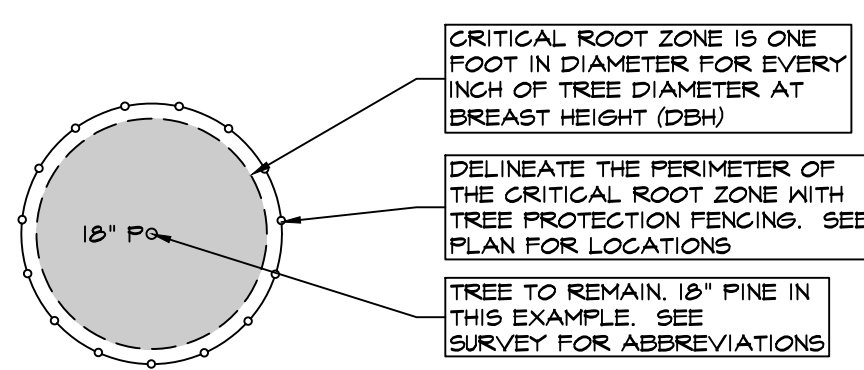 CRITICAL ROOT ZONE IS ONE
FOOT IN DIAMETER FOR EVERY
INCH OF TREE DIAMETER AT
BREAST HEIGHT (DBH)
DELINEATE THE PERIMETER OF
THE CRITICAL ROOT ZONE WITH
TREE PROTECTION FENCING. SEE
PLAN FOR LOCATIONS
18" P
TREE TO REMAIN. 18" PINE IN
THIS EXAMPLE. SEE
SURVEY FOR ABBREVIATIONS